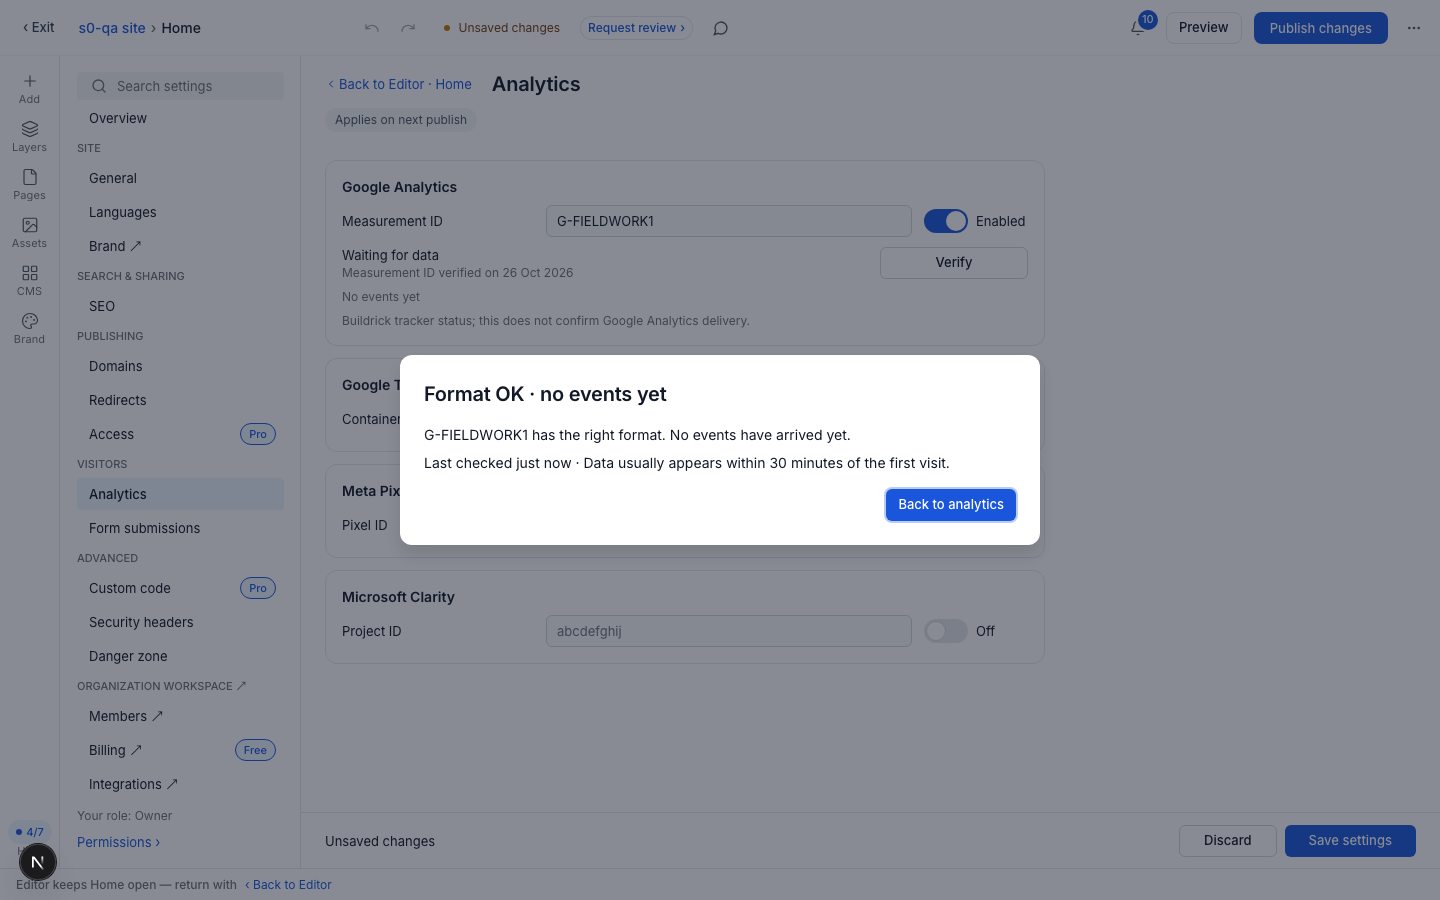 ‹ Exit
s0-qa site › Home
Unsaved changes
Request review ›
10
Preview
Publish changes
Add
Layers
Pages
Assets
CMS
Brand
4/7
N
Search settings
Overview
SITE
General
Languages
Brand ↗
SEARCH & SHARING
SEO
PUBLISHING
Domains
Redirects
Access Pro
VISITORS
Analytics
Form submissions
ADVANCED
Custom code Pro
Security headers
Danger zone
ORGANIZATION WORKSPACE ↗
Members ↗
Billing ↗ Free
Integrations ↗
Your role: Owner
Permissions ›
‹ Back to Editor · Home
Analytics
Applies on next publish
Google Analytics
Measurement ID G-FIELDWORK1 Enabled
Waiting for data
Measurement ID verified on 26 Oct 2026
Verify
No events yet
Buildrick tracker status; this does not confirm Google Analytics delivery.
Google T
Container
Meta Pix
Pixel ID
Format OK · no events yet
G-FIELDWORK1 has the right format. No events have arrived yet.
Last checked just now · Data usually appears within 30 minutes of the first visit.
Back to analytics
Microsoft Clarity
Project ID abcdefghij Off
Unsaved changes
Discard
Save settings
Editor keeps Home open — return with ‹ Back to Editor